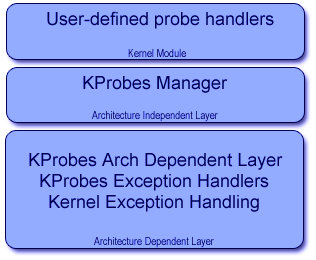 User-defined probe handlers
Kernel Module
KProbes Manager
Architecture Independent Layer
KProbes Arch Dependent Layer
KProbes Exception Handlers
Kernel Exception Handling
Architecture Dependent Layer